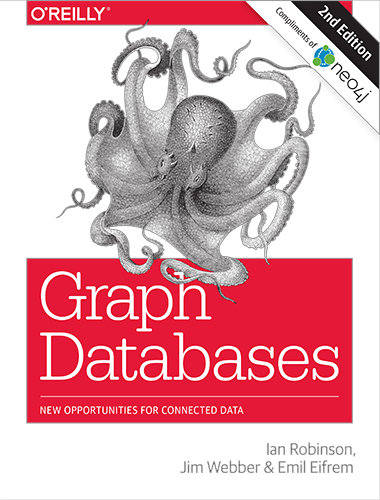 O'REILLY®
2nd Edition
Compliments of
neo4j
Graph
Databases
NEW OPPORTUNITIES FOR CONNECTED DATA
Ian Robinson,
Jim Webber & Emil Eifrem